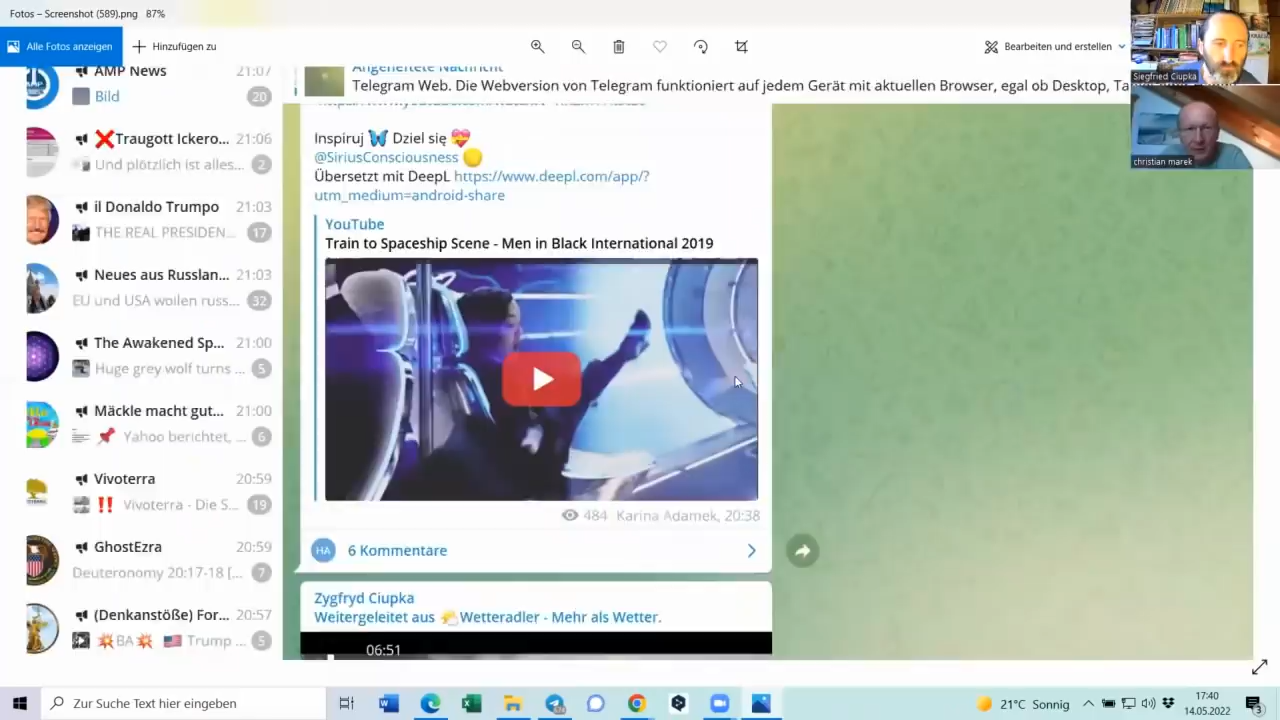 Fotos – Screenshot (589).png 87%
Alle Fotos anzeigen
Hinzufügen zu
Bearbeiten und erstellen
Siegfried Ciupka
christian marek
AMP News 21:07
Bild 20
❌Traugott Ickero... 21:06
Und plötzlich ist alles... 2
il Donaldo Trumpo 21:03
THE REAL PRESIDEN... 17
Neues aus Russlan... 21:03
EU und USA wollen russ... 32
The Awakened Sp... 21:00
Huge grey wolf turns ... 5
Mäckle macht gut... 21:00
Yahoo berichtet, ... 6
Vivoterra 20:59
‼️ Vivoterra - Die S... 19
GhostEzra 20:59
Deuteronomy 20:17-18 [... 7
(Denkanstöße) For... 20:57
💥BA💥 🇺🇸 Trump ... 5
Angeheftete Nachricht
Telegram Web. Die Webversion von Telegram funktioniert auf jedem Gerät mit aktuellen Browser, egal ob Desktop, Ta
Inspiruj 🦋 Dziel się 💝
@SiriusConsciousness 🟡
Übersetzt mit DeepL https://www.deepl.com/app/?
utm_medium=android-share
YouTube
Train to Spaceship Scene - Men in Black International 2019
484 Karina Adamek, 20:38
HA 6 Kommentare
Zygfryd Ciupka
Weitergeleitet aus 🌤️Wetteradler - Mehr als Wetter.
06:51
Zur Suche Text hier eingeben
21°C Sonnig
17:40
14.05.2022
3